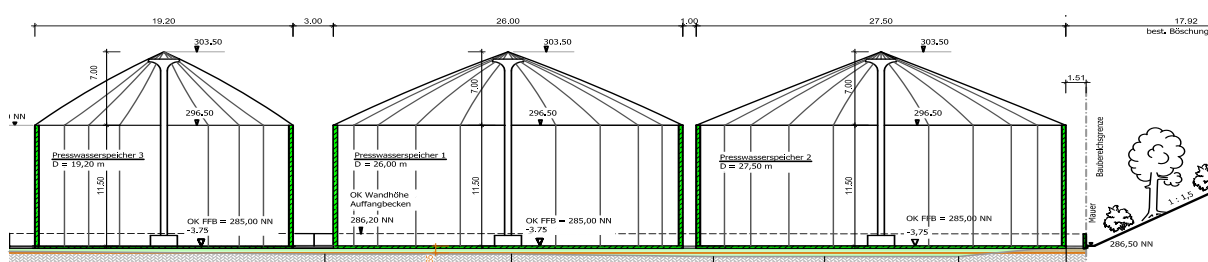 19.20
3.00
26.00
1.00
27.50
17.92
best. Böschung
303.50
303.50
303.50
7.00
7.00
7.00
1.51
NN
296.50
296.50
296.50
Presswasserspeicher 3
D = 19,20 m
Presswasserspeicher 1
D = 26,00 m
Presswasserspeicher 2
D = 27,50 m
11.50
11.50
11.50
OK Wandhöhe
Auffangbecken
286,20 NN
OK FFB = 285,00 NN
-3.75
OK FFB = 285,00 NN
-3.75
OK FFB = 285,00 NN
-3,75
Baubereichsgrenze
Mauer
1 : 1,5
286,50 NN